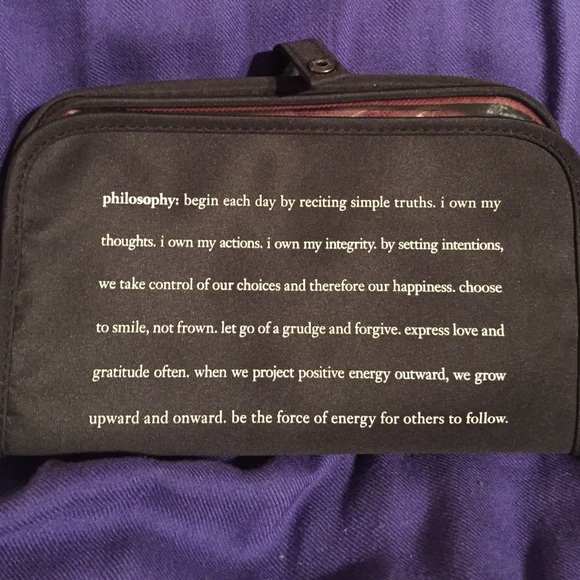 philosophy: begin each day by reciting simple truths. i own my
thoughts. i own my actions. i own my integrity. by setting intentions,
we take control of our choices and therefore our happiness. choose
to smile, not frown. let go of a grudge and forgive. express love and
gratitude often. when we project positive energy outward, we grow
upward and onward. be the force of energy for others to follow.